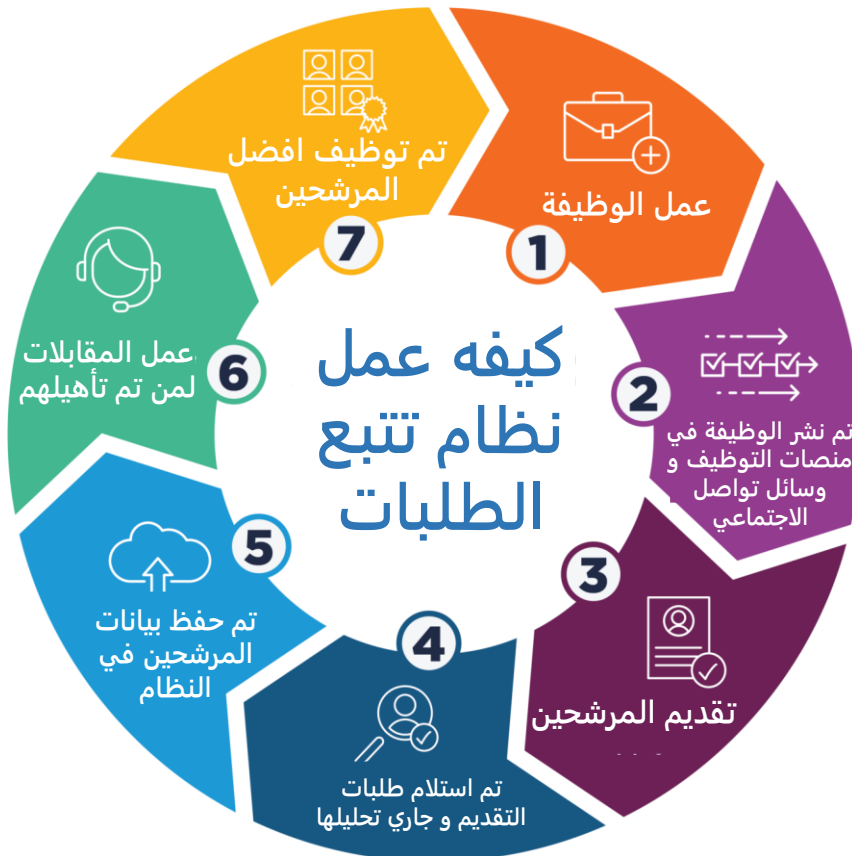 كيفه عمل
نظام تتبع
الطلبات
1
عمل الوظيفة
2
تم نشر الوظيفة في
منصات التوظيف و
وسائل تواصل
الاجتماعي
3
تقديم المرشحين
4
تم استلام طلبات
التقديم و جاري تحليلها
5
تم حفظ بيانات
المرشحين في
النظام
6
عمل المقابلات
لمن تم تأهيلهم
7
تم توظيف افضل
المرشحين